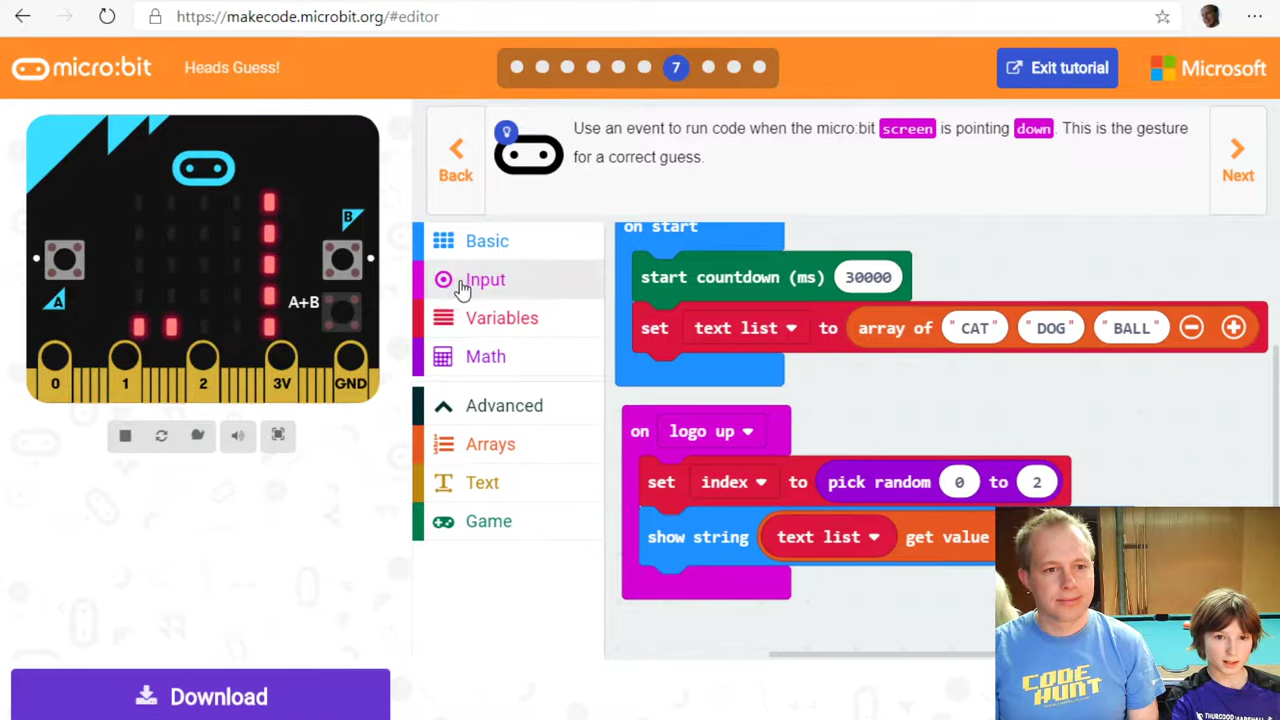 https://makecode.microbit.org/#editor
micro:bit
Heads Guess!
7
Exit tutorial
Microsoft
Back
Use an event to run code when the micro:bit screen is pointing down. This is the gesture
for a correct guess.
Next
A
B
A+B
0 1 2 3V GND
Download
Basic
Input
Variables
Math
Advanced
Arrays
Text
Game
on start
start countdown (ms) 30000
set text list to array of "CAT" "DOG" "BALL"
on logo up
set index to pick random 0 to 2
show string text list get value
CODE
HUNT
THURGOOD MARSHALL